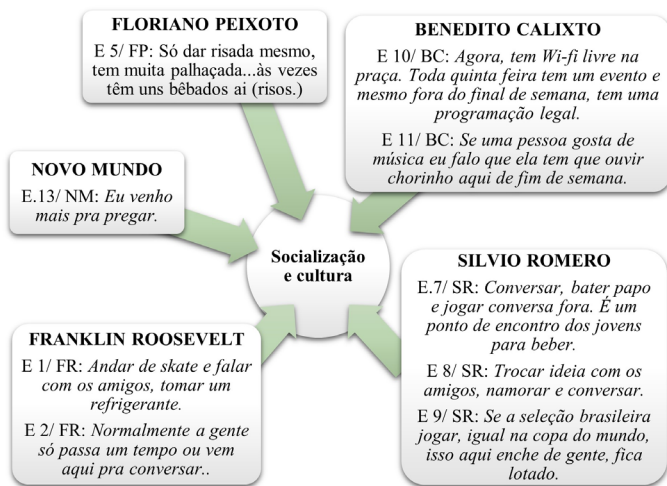 FLORIANO PEIXOTO
E 5/ FP: Só dar risada mesmo,
tem muita palhaçada...às vezes
têm uns bêbados ai (risos.)
BENEDITO CALIXTO
E 10/ BC: Agora, tem Wi-fi livre na
praça. Toda quinta feira tem um evento e
mesmo fora do final de semana, tem uma
programação legal.
E 11/ BC: Se uma pessoa gosta de
música eu falo que ela tem que ouvir
chorinho aqui de fim de semana.
NOVO MUNDO
E.13/ NM: Eu venho
mais pra pregar.
Socialização
e cultura
SILVIO ROMERO
E.7/ SR: Conversar, bater papo
e jogar conversa fora. É um
ponto de encontro dos jovens
para beber.
E 8/ SR: Trocar ideia com os
amigos, namorar e conversar.
E 9/ SR: Se a seleção brasileira
jogar, igual na copa do mundo,
isso aqui enche de gente, fica
lotado.
FRANKLIN ROOSEVELT
E 1/ FR: Andar de skate e falar
com os amigos, tomar um
refrigerante.
E 2/ FR: Normalmente a gente
só passa um tempo ou vem
aqui pra conversar..